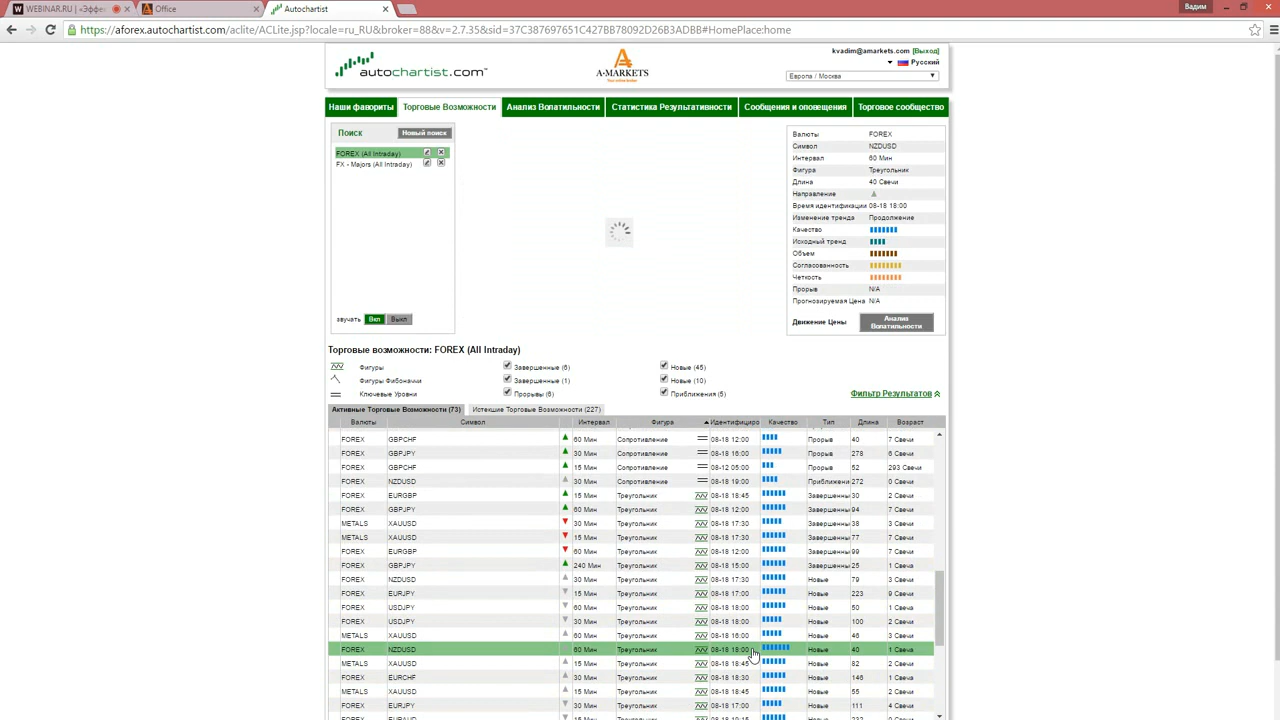 WEBINAR.RU | «Эффе
Office
Autochartist
Вадим
https://aforex.autochartist.com/aclite/ACLite.jsp?locale=ru_RU&broker=88&v=2.7.35&sid=37C387697651C427BB78092D26B3ADBB#HomePlace:home
autochartist.com™
A-MARKETS
Your online broker
kvadim@amarkets.com [Выход]
Русский
Европа / Москва
Наши фавориты Торговые Возможности Анализ Волатильности Статистика Результативности Сообщения и оповещения Торговое сообщество
Поиск Новый поиск
FOREX (All Intraday)
FX - Majors (All Intraday)
звучать Вкл Выкл
Валюты FOREX
Символ NZDUSD
Интервал 60 Мин
Фигура Треугольник
Длина 40 Свечи
Направление
Время идентификации 08-18 18:00
Изменение тренда Продолжение
Качество
Исходный тренд
Объем
Согласованность
Четкость
Прорыв N/A
Прогнозируемая Цена N/A
Движение Цены Анализ Волатильности
Торговые возможности: FOREX (All Intraday)
Фигуры Завершенные (6) Новые (45)
Фигуры Фибоначчи Завершенные (1) Новые (10)
Ключевые Уровни Прорывы (6) Приближения (5)
Фильтр Результатов
Активные Торговые Возможности (73) Истекшие Торговые Возможности (227)
Валюты Символ Интервал Фигура Идентифициро Качество Тип Длина Возраст
FOREX GBPCHF 60 Мин Сопротивление 08-18 12:00 Прорыв 40 7 Свечи
FOREX GBPJPY 30 Мин Сопротивление 08-18 16:00 Прорыв 278 6 Свечи
FOREX GBPCHF 15 Мин Сопротивление 08-12 05:00 Прорыв 52 293 Свечи
FOREX NZDUSD 30 Мин Сопротивление 08-18 19:00 Приближени 272 0 Свечи
FOREX EURGBP 15 Мин Треугольник 08-18 18:45 Завершенны 30 2 Свечи
FOREX GBPJPY 60 Мин Треугольник 08-18 12:00 Завершенны 94 7 Свечи
METALS XAUUSD 30 Мин Треугольник 08-18 17:30 Завершенны 38 3 Свечи
METALS XAUUSD 15 Мин Треугольник 08-18 17:30 Завершенны 77 7 Свечи
FOREX EURGBP 60 Мин Треугольник 08-18 12:00 Завершенны 99 7 Свечи
FOREX GBPJPY 240 Мин Треугольник 08-18 15:00 Завершенны 25 1 Свеча
FOREX NZDUSD 30 Мин Треугольник 08-18 17:30 Новые 79 3 Свечи
FOREX EURJPY 15 Мин Треугольник 08-18 17:00 Новые 223 9 Свечи
FOREX USDJPY 60 Мин Треугольник 08-18 18:00 Новые 50 1 Свеча
FOREX USDJPY 30 Мин Треугольник 08-18 18:00 Новые 100 2 Свечи
METALS XAUUSD 60 Мин Треугольник 08-18 16:00 Новые 46 3 Свечи
FOREX NZDUSD 60 Мин Треугольник 08-18 18:00 Новые 40 1 Свеча
METALS XAUUSD 15 Мин Треугольник 08-18 18:45 Новые 82 2 Свечи
FOREX EURCHF 30 Мин Треугольник 08-18 18:30 Новые 146 1 Свеча
METALS XAUUSD 15 Мин Треугольник 08-18 18:45 Новые 55 2 Свечи
FOREX EURJPY 30 Мин Треугольник 08-18 17:00 Новые 111 4 Свечи